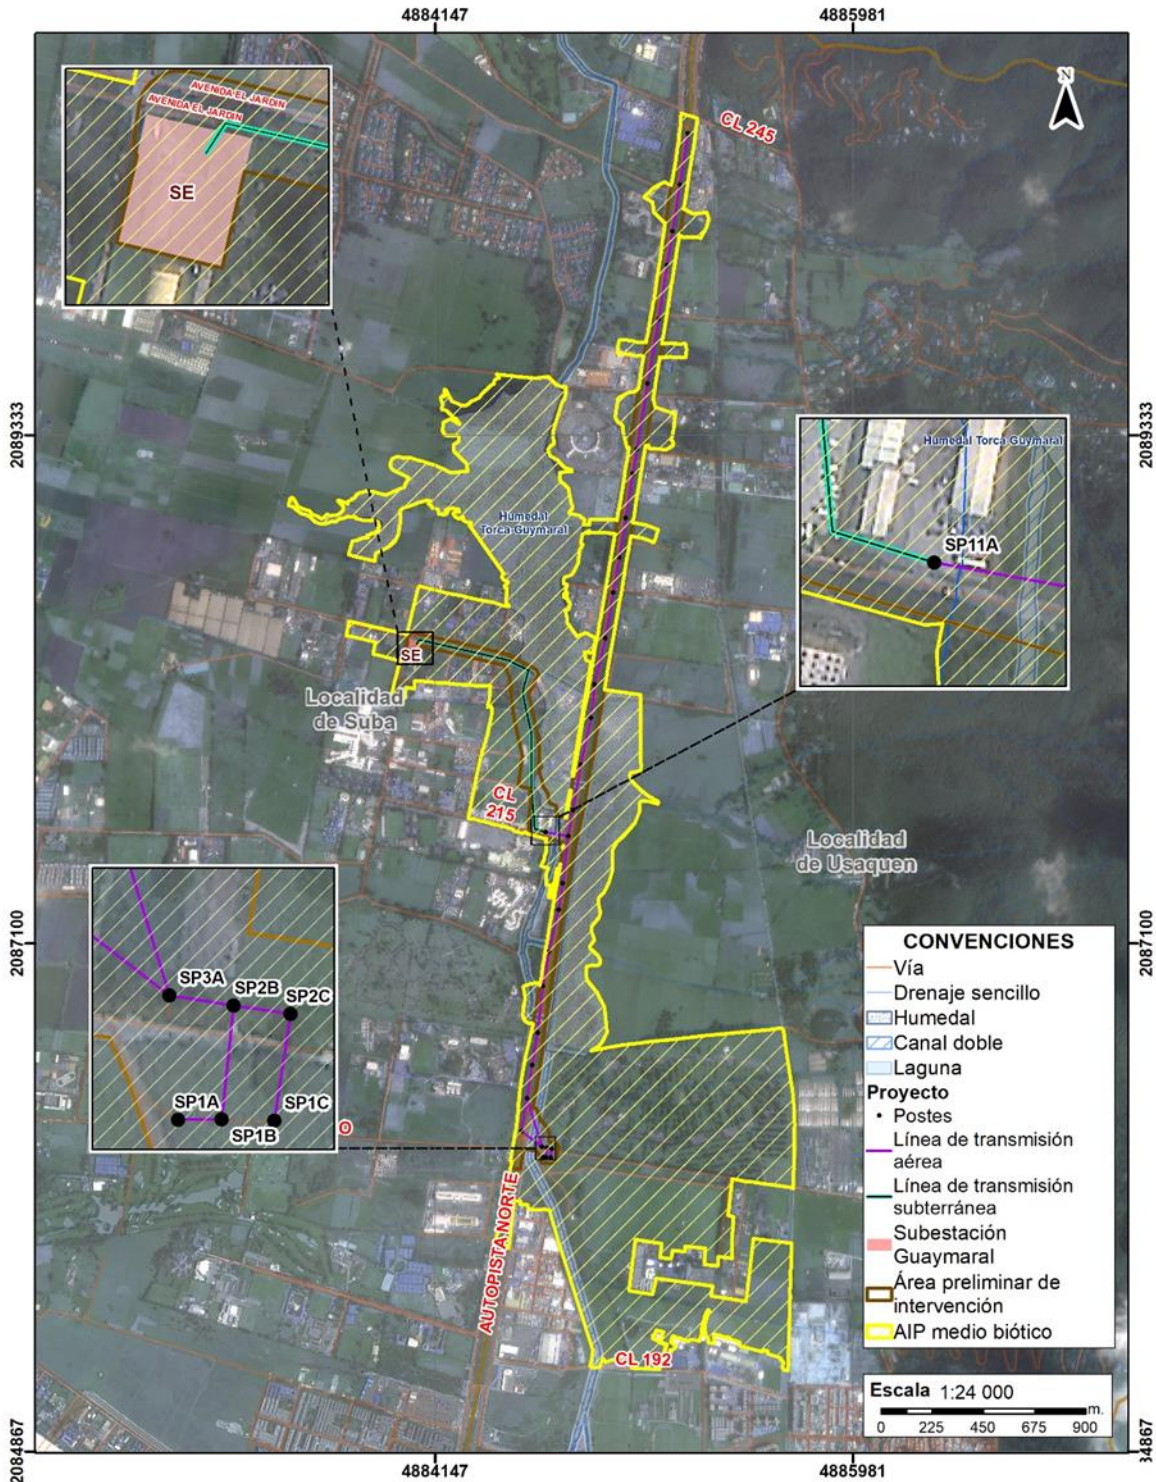 4884147
4885981
N
CL 245
AVENIDA EL JARDIN
AVENIDA EL JARDIN
SE
2089333
2089333
Humedal Torca Guymaral
SP11A
Humedal
Torca-Guymaral
SE
Localidad
de Suba
CL
215
Localidad
de Usaquen
2087100
2087100
SP3A
SP2B
SP2C
SP1A
SP1B
SP1C
O
AUTOPISTA NORTE
CL 192
CONVENCIONES
Vía
Drenaje sencillo
Humedal
Canal doble
Laguna
Proyecto
Postes
Línea de transmisión
aérea
Línea de transmisión
subterránea
Subestación
Guaymaral
Área preliminar de
intervención
AIP medio biótico
Escala 1:24 000
0 225 450 675 900 m.
2084867
34867
4884147
4885981